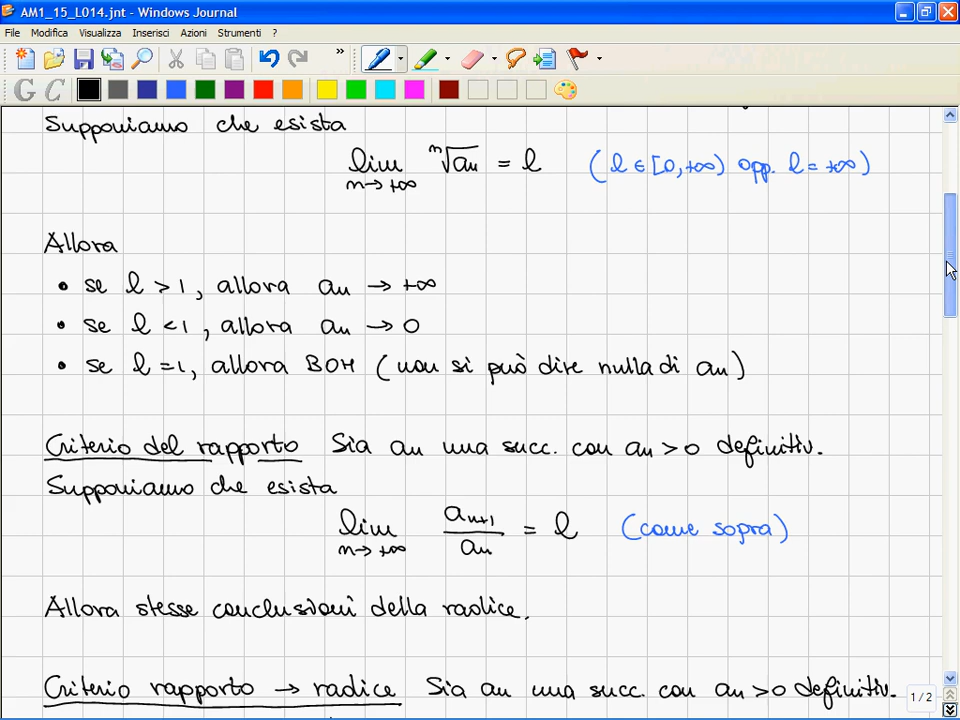 AM1_15_L014.jnt - Windows Journal
File Modifica Visualizza Inserisci Azioni Strumenti ?
Supponiamo che esista
lim n→+∞ ⁿ√an = l (l ∈ [0,+∞) opp. l = +∞)
Allora
• se l > 1, allora an → +∞
• se l < 1, allora an → 0
• se l = 1, allora BOH (non si può dire nulla di an)
Criterio del rapporto Sia an una succ. con an > 0 definitiv.
Supponiamo che esista
lim n→+∞ an+1/an = l (come sopra)
Allora stesse conclusioni della radice.
Criterio rapporto → radice Sia an una succ. con an > 0 definitiv.
1/2